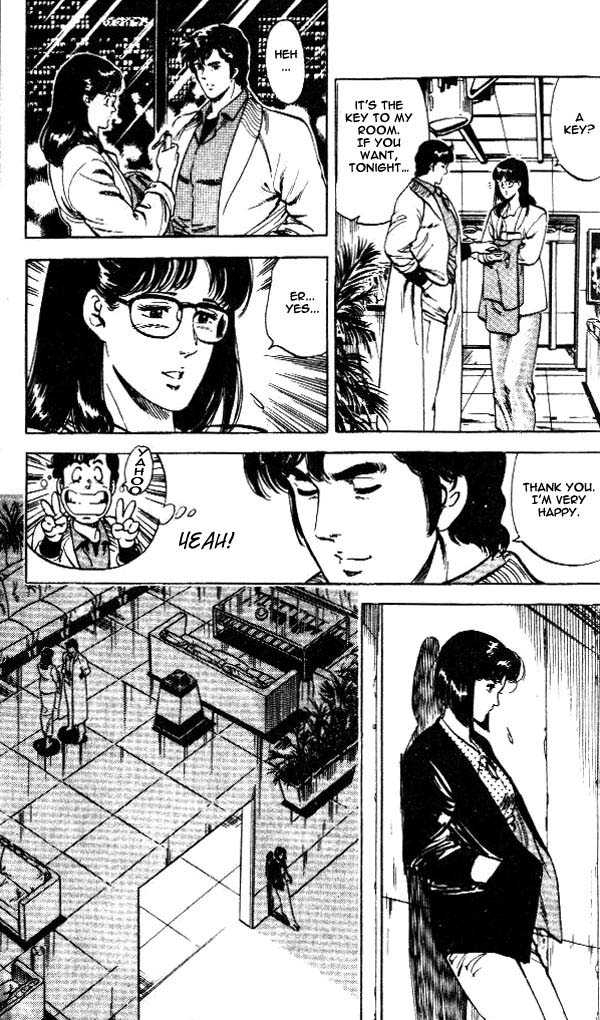 A
KEY?
IT'S THE
KEY TO MY
ROOM.
IF YOU
WANT,
TONIGHT...
HEH
...
ER...
YES...
THANK YOU.
I'M VERY
HAPPY.
YEAH!
YAHOO